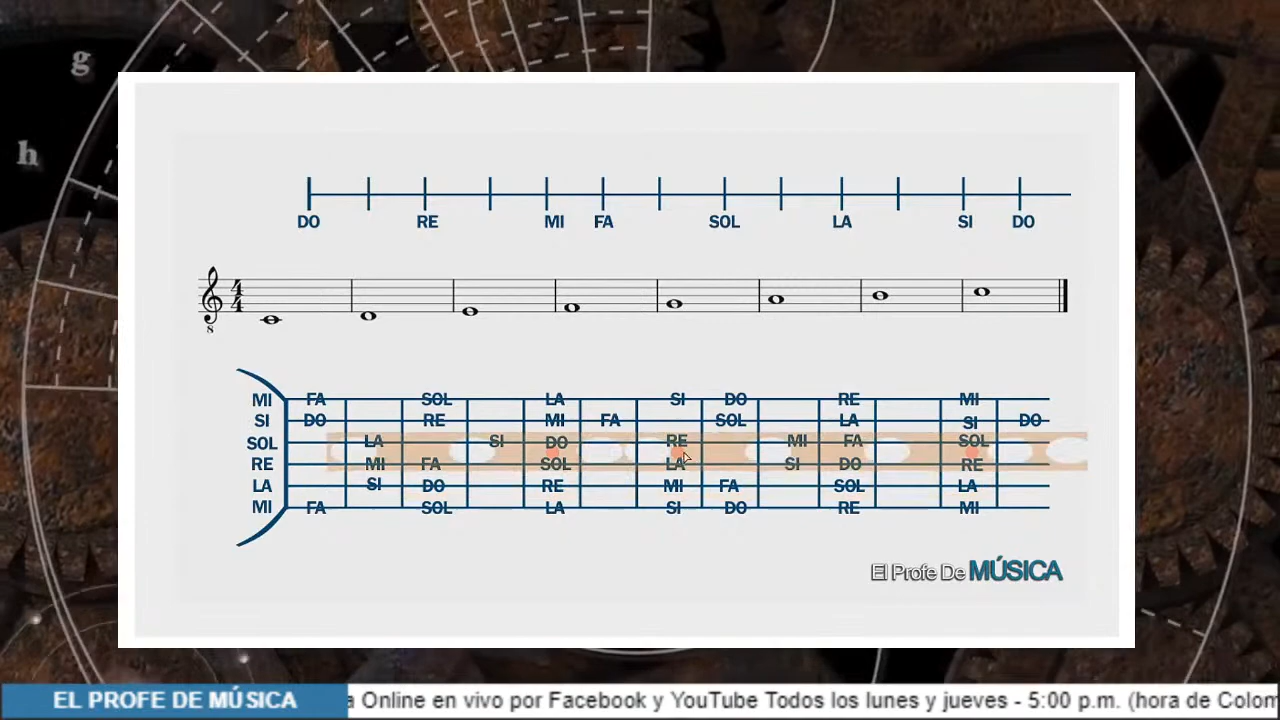 g
h
DO RE MI FA SOL LA SI DO
4
4
8
MI FA SOL LA SI DO RE MI
SI DO RE MI FA SOL LA SI DO
SOL LA SI DO RE MI FA SOL
RE MI FA SOL LA SI DO RE
LA SI DO RE MI FA SOL LA
MI FA SOL LA SI DO RE MI
El Profe De MÚSICA
EL PROFE DE MÚSICA a Online en vivo por Facebook y YouTube Todos los lunes y jueves - 5:00 p.m. (hora de Colom